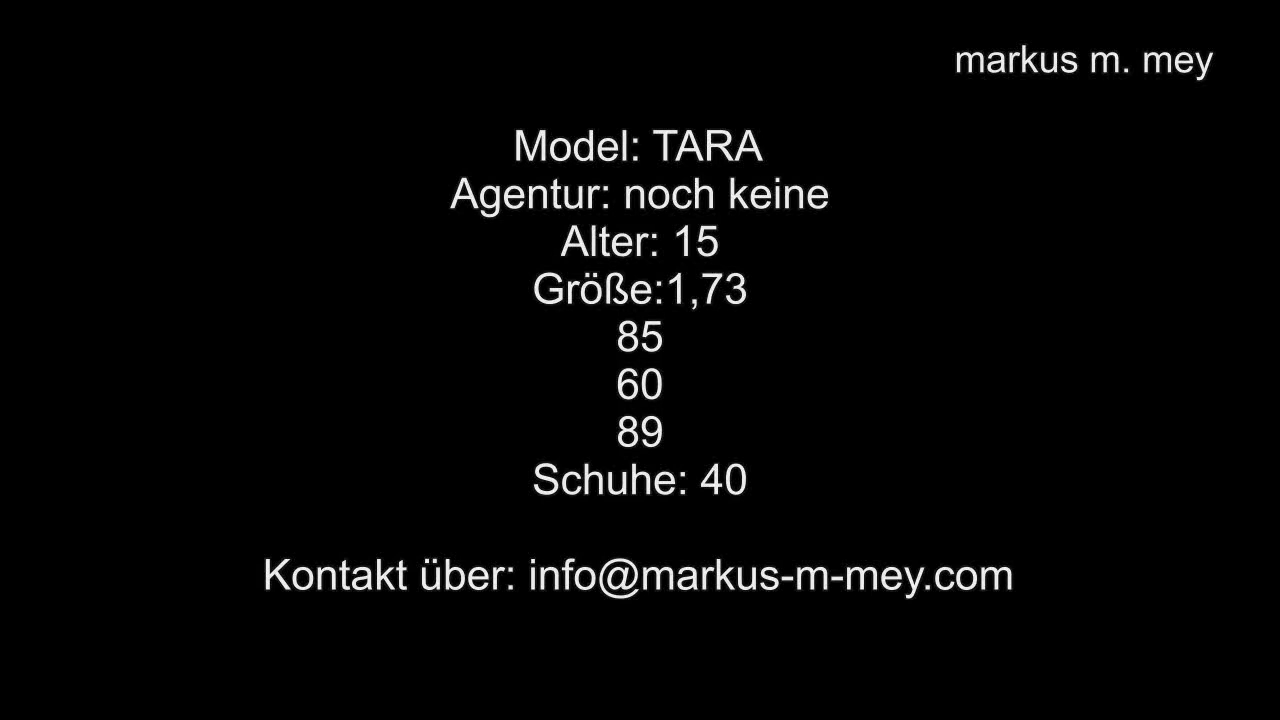 markus m. mey
Model: TARA
Agentur: noch keine
Alter: 15
Größe:1,73
85
60
89
Schuhe: 40
Kontakt über: info@markus-m-mey.com